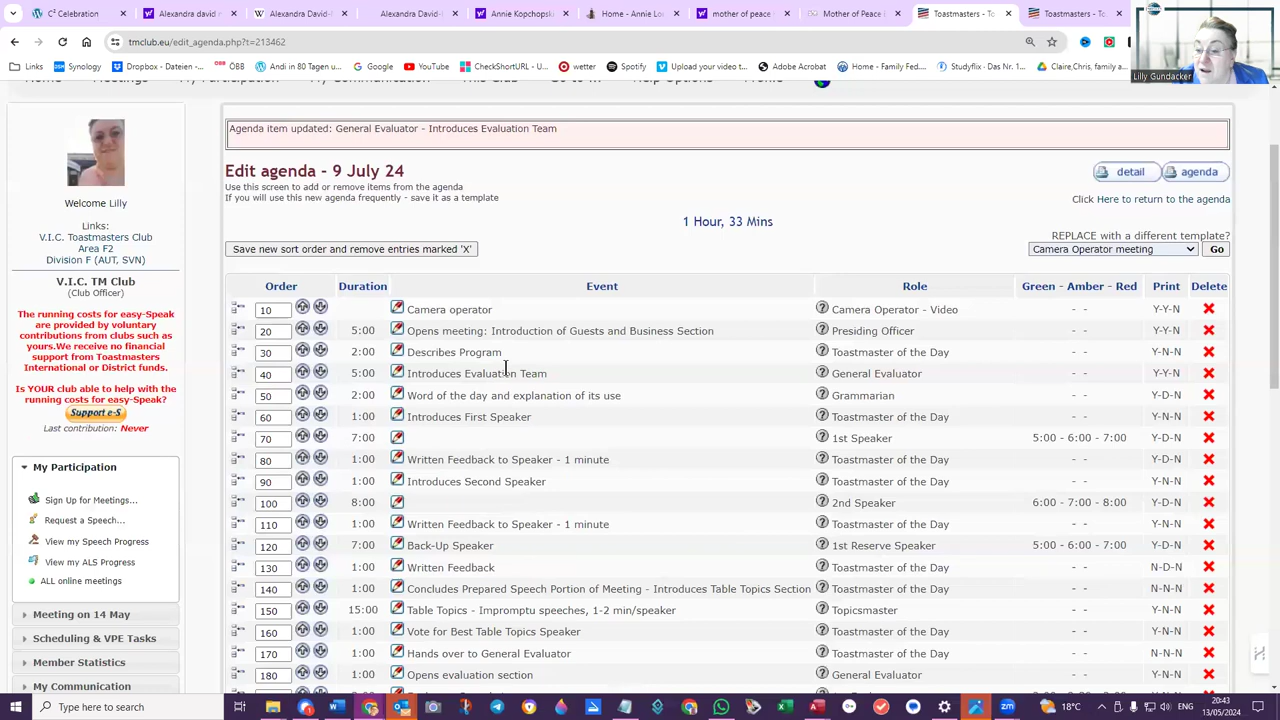 C² Celebration
Alexandra david r
Toastmasters - To
Toastmasters - To
tmclub.eu/edit_agenda.php?t=213462
Links
Synology
Dropbox - Dateien -...
ÖBB
Andi in 80 Tagen u...
Google
YouTube
Checkliste
wetter
Spotify
Upload your video t...
Adobe Acrobat
Home - Family Fed...
Studyflix - Das Nr. 1...
Claire,Chris, family a
Lilly Gundacker
Agenda item updated: General Evaluator - Introduces Evaluation Team
Edit agenda - 9 July 24
detail
agenda
Use this screen to add or remove items from the agenda
If you will use this new agenda frequently - save it as a template
Click Here to return to the agenda
1 Hour, 33 Mins
REPLACE with a different template?
Save new sort order and remove entries marked 'X'
Camera Operator meeting
Go
Order Duration Event Role Green - Amber - Red Print Delete
10 Camera operator Camera Operator - Video - - Y-Y-N
20 5:00 Opens meeting: Introduction of Guests and Business Section Presiding Officer - - Y-Y-N
30 2:00 Describes Program Toastmaster of the Day - - Y-N-N
40 5:00 Introduces Evaluation Team General Evaluator - - Y-Y-N
50 2:00 Word of the day and explanation of its use Grammarian - - Y-D-N
60 1:00 Introduces First Speaker Toastmaster of the Day - - Y-N-N
70 7:00 1st Speaker 5:00 - 6:00 - 7:00 Y-D-N
80 1:00 Written Feedback to Speaker - 1 minute Toastmaster of the Day - - Y-D-N
90 1:00 Introduces Second Speaker Toastmaster of the Day - - Y-N-N
100 8:00 2nd Speaker 6:00 - 7:00 - 8:00 Y-D-N
110 1:00 Written Feedback to Speaker - 1 minute Toastmaster of the Day - - Y-N-N
120 7:00 Back-Up Speaker 1st Reserve Speaker 5:00 - 6:00 - 7:00 Y-D-N
130 1:00 Written Feedback Toastmaster of the Day - - N-D-N
140 1:00 Concludes Prepared Speech Portion of Meeting - Introduces Table Topics Section Toastmaster of the Day - - N-N-N
150 15:00 Table Topics - Impromptu Speeches, 1-2 min/speaker Topicsmaster - - Y-N-N
160 1:00 Vote for Best Table Topics Speaker Toastmaster of the Day - - Y-N-N
170 1:00 Hands over to General Evaluator Toastmaster of the Day - - N-N-N
180 1:00 Opens evaluation section General Evaluator - - Y-N-N
Welcome Lilly
Links:
V.I.C. Toastmasters Club
Area F2
Division F (AUT, SVN)
V.I.C. TM Club
(Club Officer)
The running costs for easy-Speak
are provided by voluntary
contributions from clubs such as
yours.We receive no financial
support from Toastmasters
International or District funds.
Is YOUR club able to help with the
running costs for easy-Speak?
Support e-S
Last contribution: Never
My Participation
Sign Up for Meetings...
Request a Speech...
View my Speech Progress
View my ALS Progress
ALL online meetings
Meeting on 14 May
Scheduling & VPE Tasks
Member Statistics
My Communication
Type here to search
18°C
ENG
20:43
13/05/2024